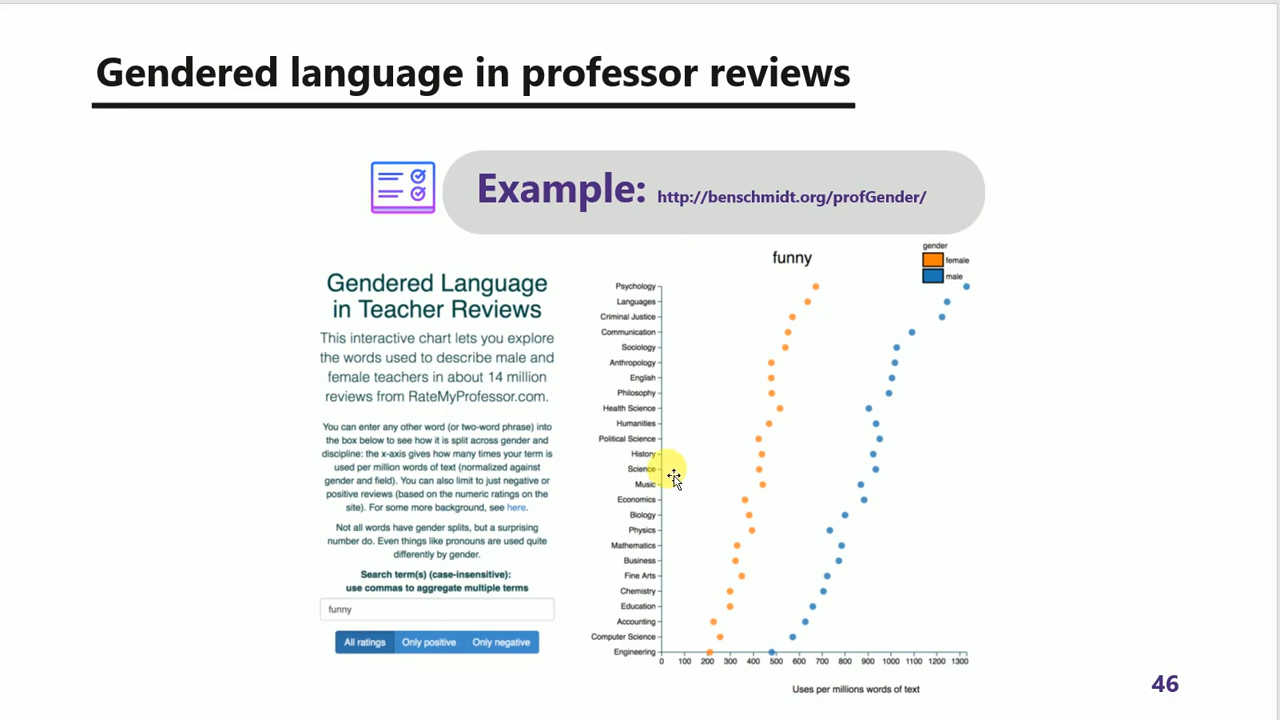 Gendered language in professor reviews
Example: http://benschmidt.org/profGender/
Gendered Language
in Teacher Reviews
This interactive chart lets you explore
the words used to describe male and
female teachers in about 14 million
reviews from RateMyProfessor.com.
You can enter any other word (or two-word phrase) into
the box below to see how it is split across gender and
discipline: the x-axis gives how many times your term is
used per million words of text (normalized against
gender and field). You can also limit to just negative or
positive reviews (based on the numeric ratings on the
site). For some more background, see here.
Not all words have gender splits, but a surprising
number do. Even things like pronouns are used quite
differently by gender.
Search term(s) (case-insensitive):
use commas to aggregate multiple terms
funny
All ratings Only positive Only negative
funny
gender
female
male
Psychology
Languages
Criminal Justice
Communication
Sociology
Anthropology
English
Philosophy
Health Science
Humanities
Political Science
History
Science
Music
Economics
Biology
Physics
Mathematics
Business
Fine Arts
Chemistry
Education
Accounting
Computer Science
Engineering
0 100 200 300 400 500 600 700 800 900 1000 1100 1200 1300
Uses per millions words of text
46